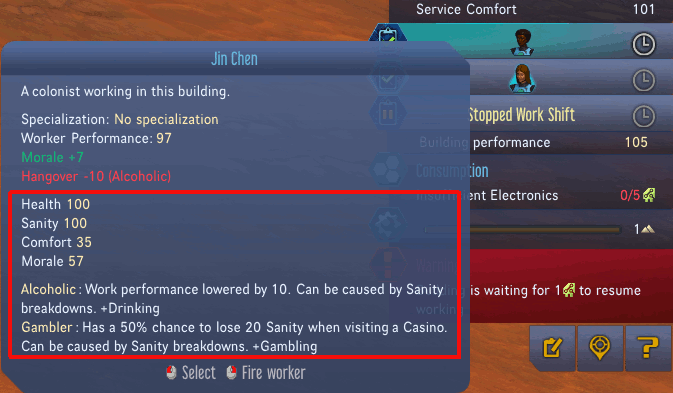 Service Comfort 101
Jin Chen
A colonist working in this building.
Specialization: No specialization
Worker Performance: 97
Morale +7
Hangover -10 (Alcoholic)
Health 100
Sanity 100
Comfort 35
Morale 57
Alcoholic : Work performance lowered by 10. Can be caused by Sanity
breakdowns. +Drinking
Gambler : Has a 50% chance to lose 20 Sanity when visiting a Casino.
Can be caused by Sanity breakdowns. +Gambling
Select Fire worker
Stopped Work Shift
Building performance 105
Consumption
Insufficient Electronics 0/5
1
is waiting for 1 to resume
working
?